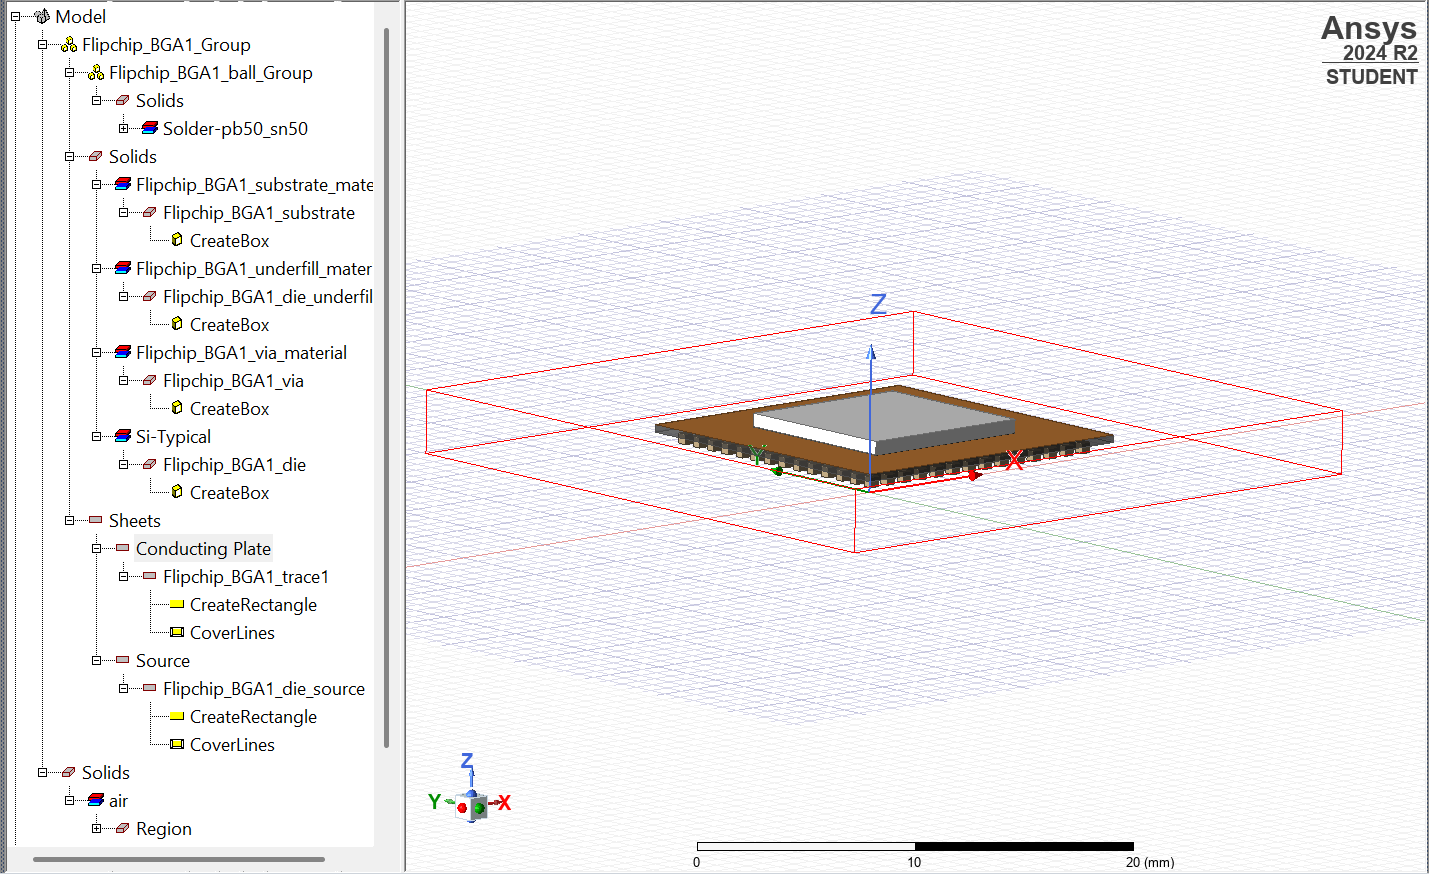 Model
Flipchip_BGA1_Group
Flipchip_BGA1_ball_Group
Solids
Solder-pb50_sn50
Solids
Flipchip_BGA1_substrate_mate
Flipchip_BGA1_substrate
CreateBox
Flipchip_BGA1_underfill_mater
Flipchip_BGA1_die_underfil
CreateBox
Flipchip_BGA1_via_material
Flipchip_BGA1_via
CreateBox
Si-Typical
Flipchip_BGA1_die
CreateBox
Sheets
Conducting Plate
Flipchip_BGA1_trace1
CreateRectangle
CoverLines
Source
Flipchip_BGA1_die_source
CreateRectangle
CoverLines
Solids
air
Region
Ansys
2024 R2
STUDENT
Z
Y
X
Z
Y
X
0
10
20 (mm)